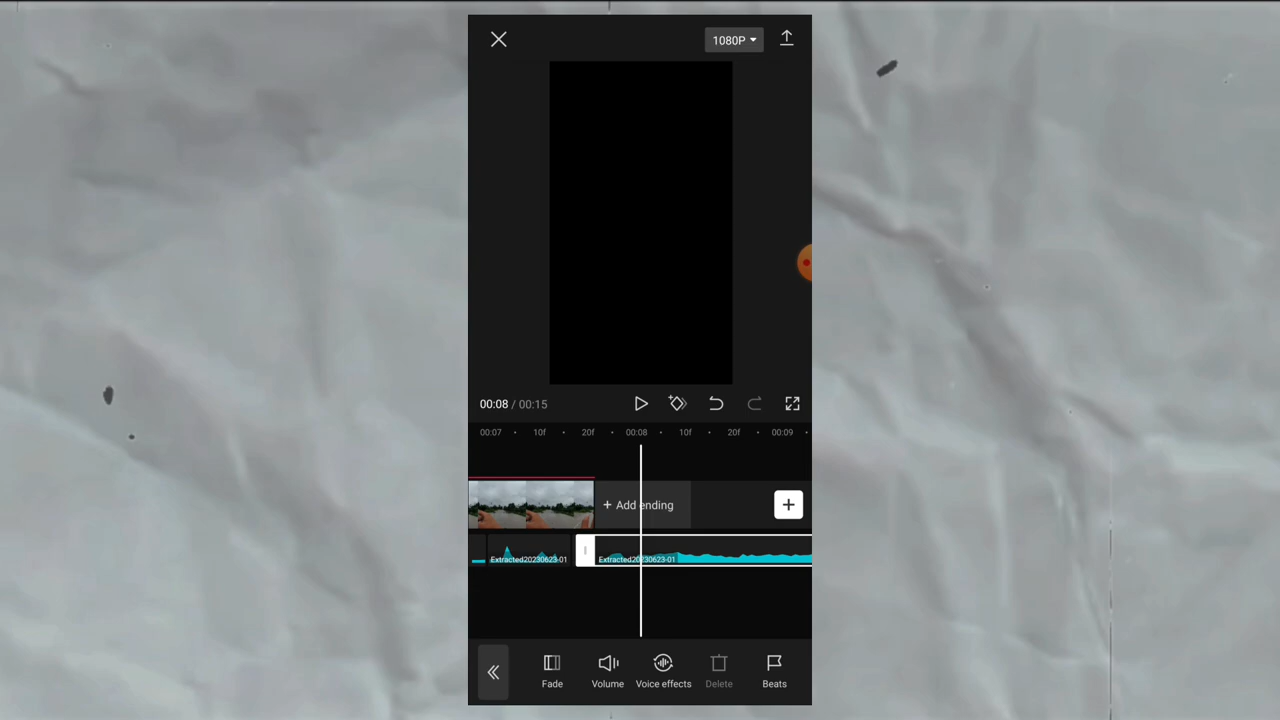 1080P
00:08 / 00:15
00:07 10f 20f 00:08 10f 20f 00:09
+ Add ending
Extracted20230623-01 Extracted20230623-01
Fade Volume Voice effects Delete Beats